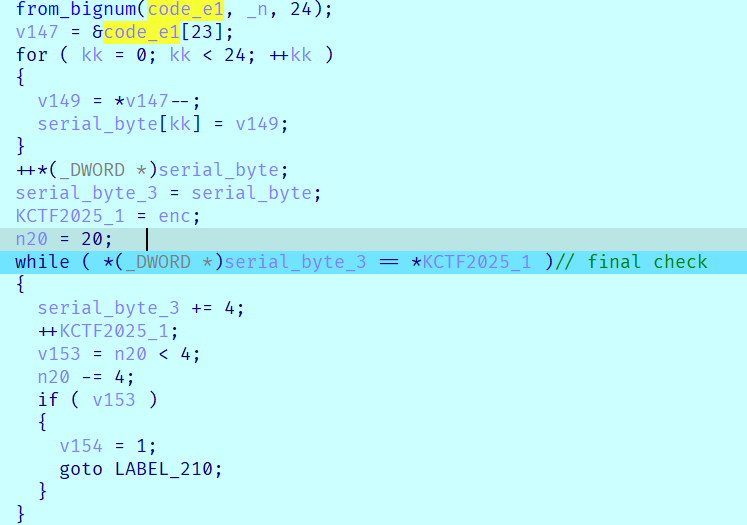 from_bignum(code_e1, _n, 24);
v147 = &code_e1[23];
for ( kk = 0; kk < 24; ++kk )
{
  v149 = *v147--;
  serial_byte[kk] = v149;
}
++*(_DWORD *)serial_byte;
serial_byte_3 = serial_byte;
KCTF2025_1 = enc;
n20 = 20;
while ( *(_DWORD *)serial_byte_3 == *KCTF2025_1 )// final check
{
  serial_byte_3 += 4;
  ++KCTF2025_1;
  v153 = n20 < 4;
  n20 -= 4;
  if ( v153 )
  {
    v154 = 1;
    goto LABEL_210;
  }
}